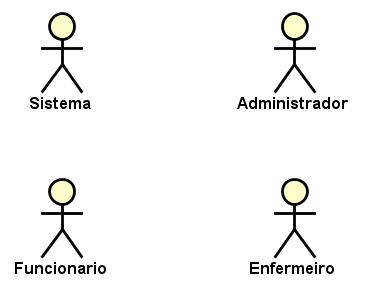 Sistema
Administrador
Funcionario
Enfermeiro